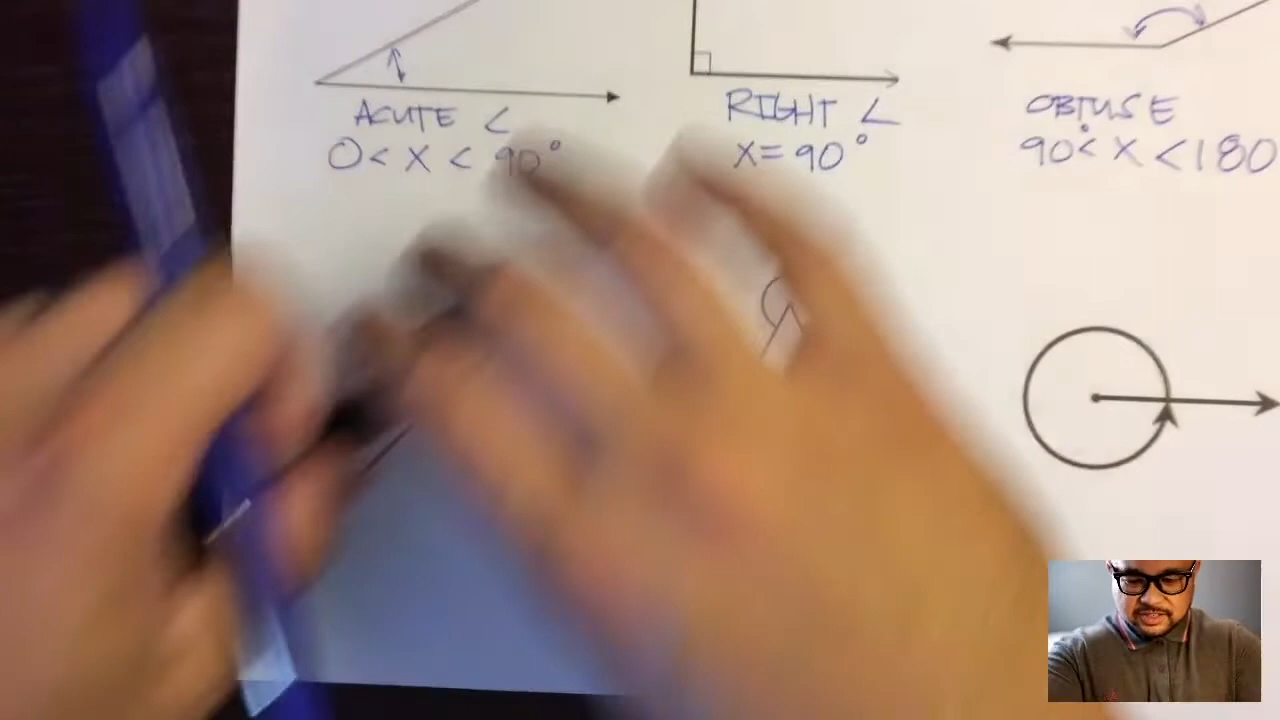 ACUTE <
0 < X < 90°
RIGHT <
X = 90°
OBTUSE
90° < X < 180